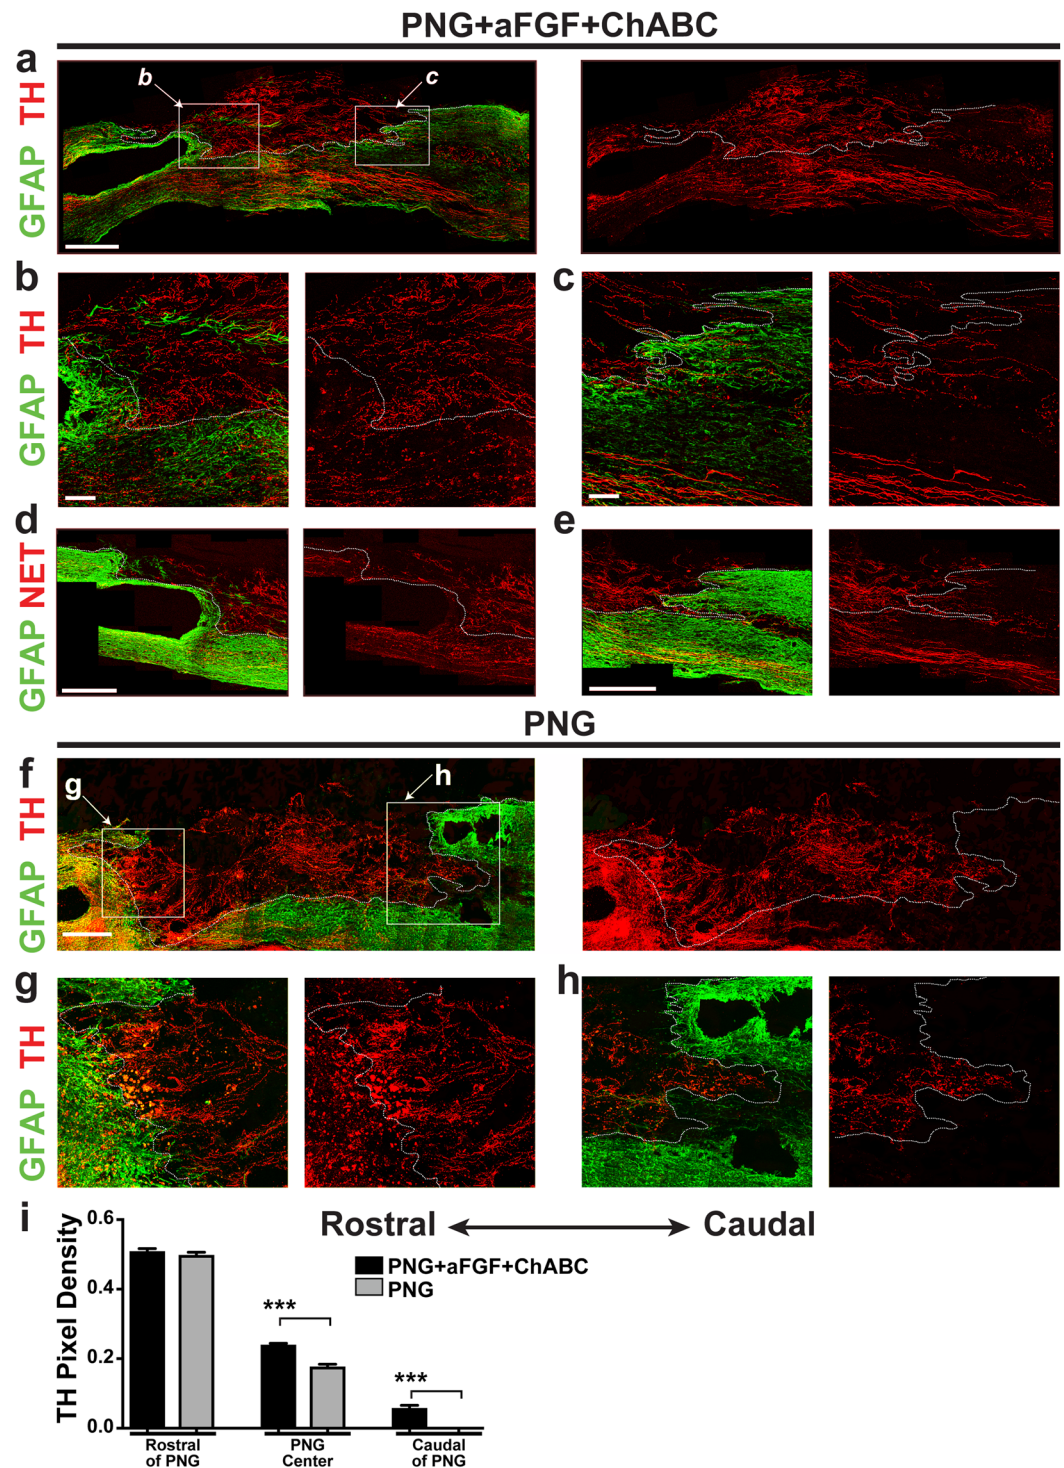 PNG+aFGF+ChABC
a
GFAP TH
b
c
b
GFAP TH
c
d
GFAP NET
e
PNG
f
GFAP TH
g
h
g
GFAP TH
h
i
Rostral Caudal
TH Pixel Density
0.6
0.4
0.2
0.0
PNG+aFGF+ChABC
PNG
***
***
Rostral
of PNG
PNG
Center
Caudal
of PNG